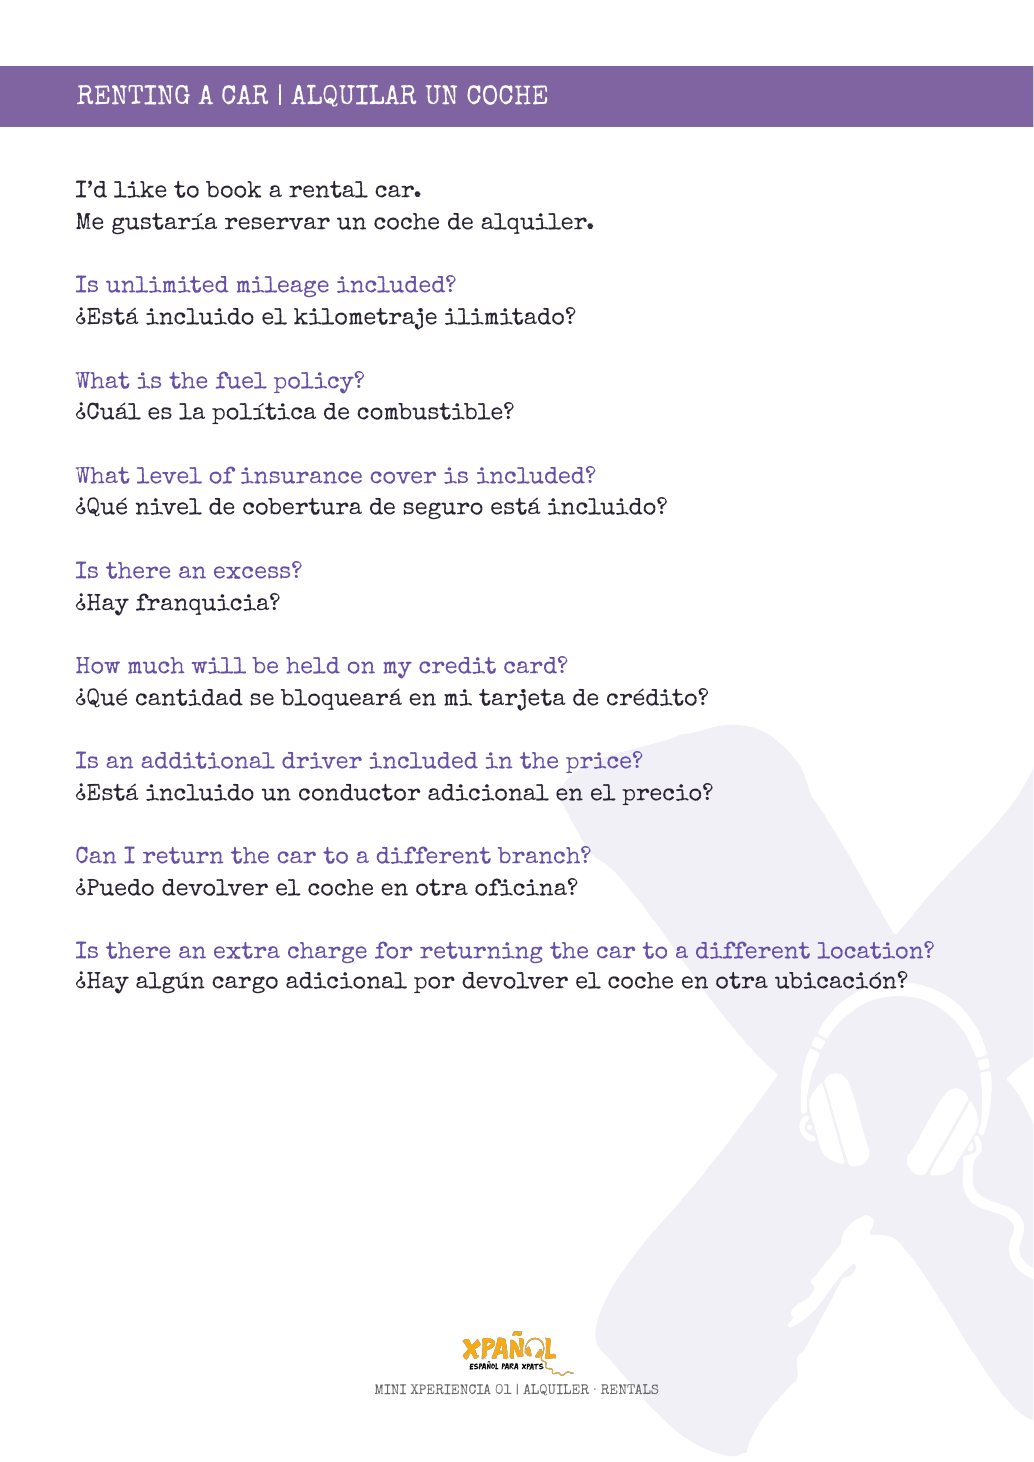 RENTING A CAR | ALQUILAR UN COCHE
I’d like to book a rental car.
Me gustaría reservar un coche de alquiler.
Is unlimited mileage included?
¿Está incluido el kilometraje ilimitado?
What is the fuel policy?
¿Cuál es la política de combustible?
What level of insurance cover is included?
¿Qué nivel de cobertura de seguro está incluido?
Is there an excess?
¿Hay franquicia?
How much will be held on my credit card?
¿Qué cantidad se bloqueará en mi tarjeta de crédito?
Is an additional driver included in the price?
¿Está incluido un conductor adicional en el precio?
Can I return the car to a different branch?
¿Puedo devolver el coche en otra oficina?
Is there an extra charge for returning the car to a different location?
¿Hay algún cargo adicional por devolver el coche en otra ubicación?
XPAÑOL
ESPAÑOL PARA XPATS
MINI XPERIENCIA 01 | ALQUILER · RENTALS